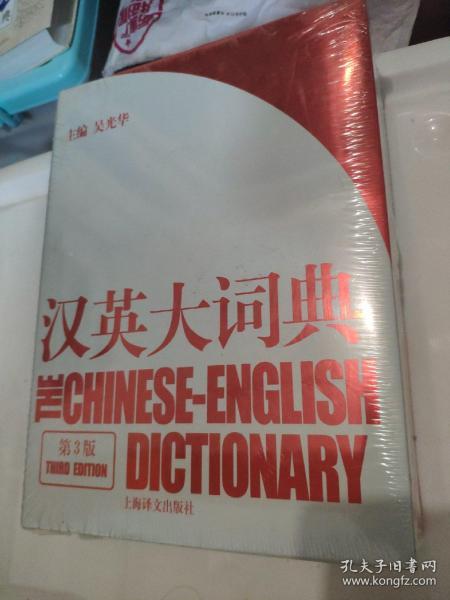 主编 吴光华
汉英大词典
THE CHINESE-ENGLISH
DICTIONARY
第3版
THIRD EDITION
上海译文出版社
孔夫子旧书网
www.kongfz.com